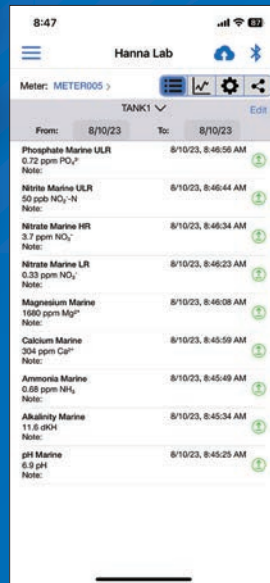 8:47
87
Hanna Lab
Meter: METER005 >
TANK1
Edit
From: 8/10/23 To: 8/10/23
Phosphate Marine ULR 8/10/23, 8:46:56 AM
0.72 ppm PO₄³⁻
Note:
Nitrite Marine ULR 8/10/23, 8:46:44 AM
50 ppb NO₂⁻-N
Note:
Nitrate Marine HR 8/10/23, 8:46:34 AM
3.7 ppm NO₃⁻
Note:
Nitrate Marine LR 8/10/23, 8:46:23 AM
0.33 ppm NO₃⁻
Note:
Magnesium Marine 8/10/23, 8:46:08 AM
1680 ppm Mg²⁺
Note:
Calcium Marine 8/10/23, 8:45:59 AM
304 ppm Ca²⁺
Note:
Ammonia Marine 8/10/23, 8:45:49 AM
0.68 ppm NH₃
Note:
Alkalinity Marine 8/10/23, 8:45:34 AM
11.6 dKH
Note:
pH Marine 8/10/23, 8:45:25 AM
6.9 pH
Note: